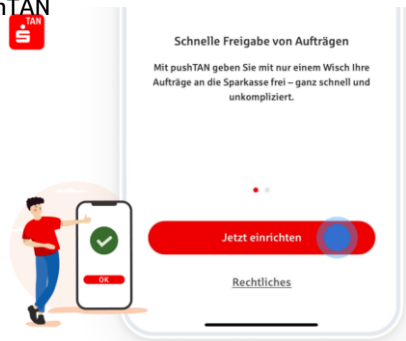 shTAN
TAN
Schnelle Freigabe von Aufträgen
Mit pushTAN geben Sie mit nur einem Wisch Ihre
Aufträge an die Sparkasse frei – ganz schnell und
unkompliziert.
Jetzt einrichten
OK
Rechtliches